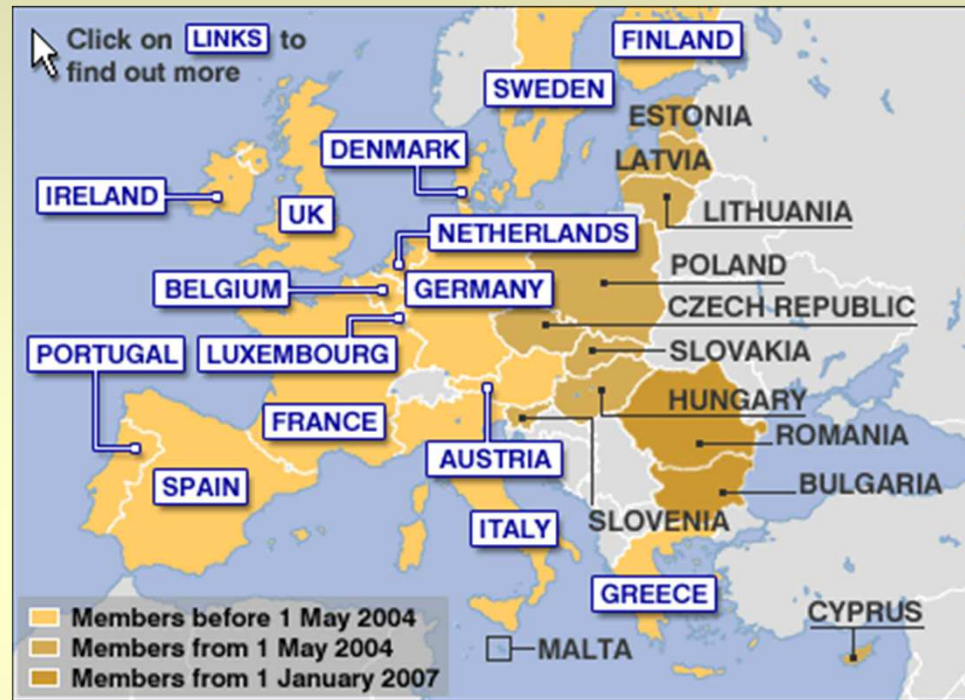 Click on LINKS to
find out more
FINLAND
SWEDEN
ESTONIA
DENMARK
LATVIA
IRELAND
UK
LITHUANIA
NETHERLANDS
POLAND
BELGIUM
GERMANY
CZECH REPUBLIC
PORTUGAL
LUXEMBOURG
SLOVAKIA
HUNGARY
FRANCE
ROMANIA
AUSTRIA
SPAIN
BULGARIA
SLOVENIA
ITALY
GREECE
CYPRUS
MALTA
Members before 1 May 2004
Members from 1 May 2004
Members from 1 January 2007